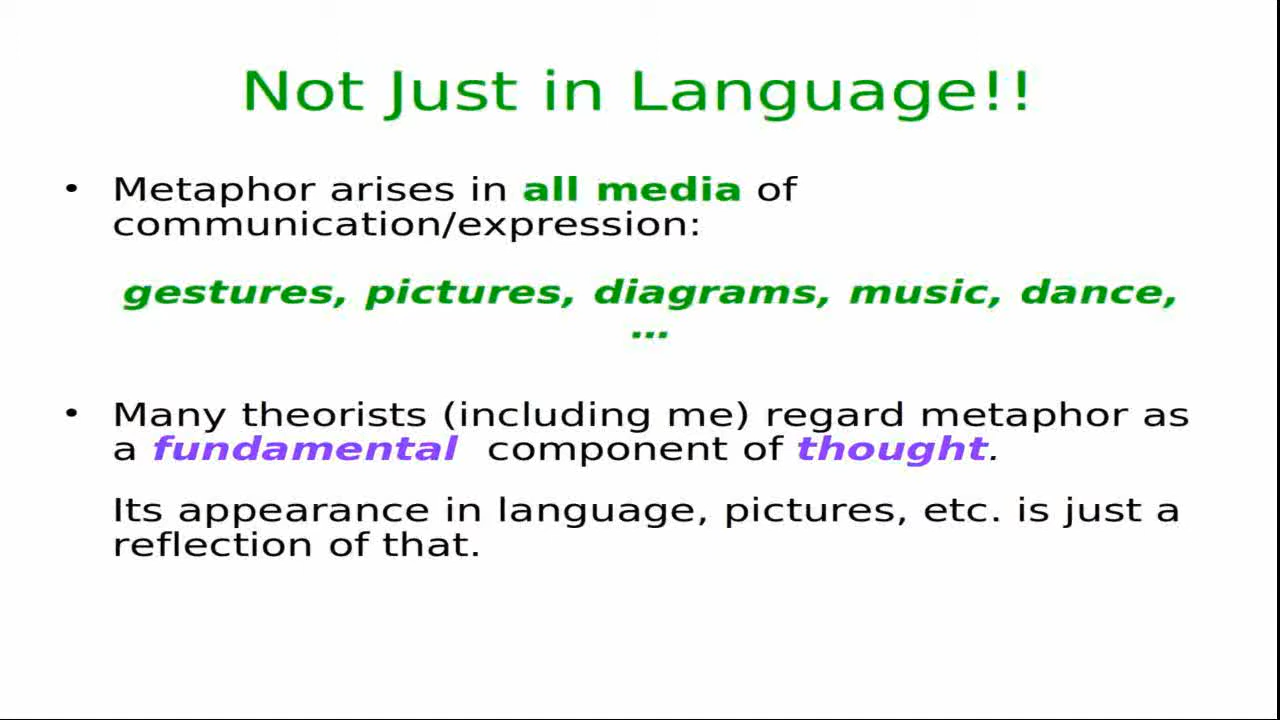 Not Just in Language!!
• Metaphor arises in all media of
communication/expression:
gestures, pictures, diagrams, music, dance,
...
• Many theorists (including me) regard metaphor as
a fundamental component of thought.
Its appearance in language, pictures, etc. is just a
reflection of that.